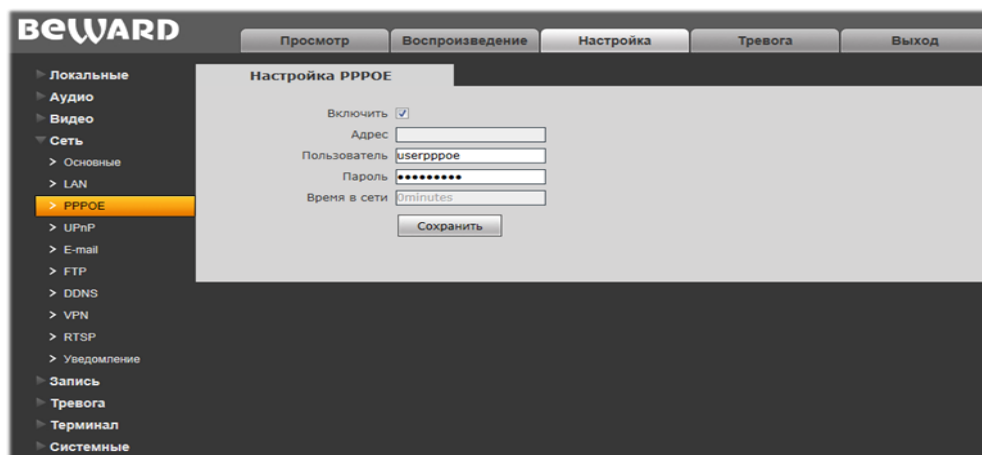 BEWARD
Просмотр Воспроизведение Настройка Тревога Выход
Локальные
Аудио
Видео
Сеть
> Основные
> LAN
> PPPOE
> UPnP
> E-mail
> FTP
> DDNS
> VPN
> RTSP
> Уведомление
Запись
Тревога
Терминал
Системные
Настройка PPPOE
Включить
Адрес
Пользователь userpppoe
Пароль •••••••••
Время в сети 0minutes
Сохранить